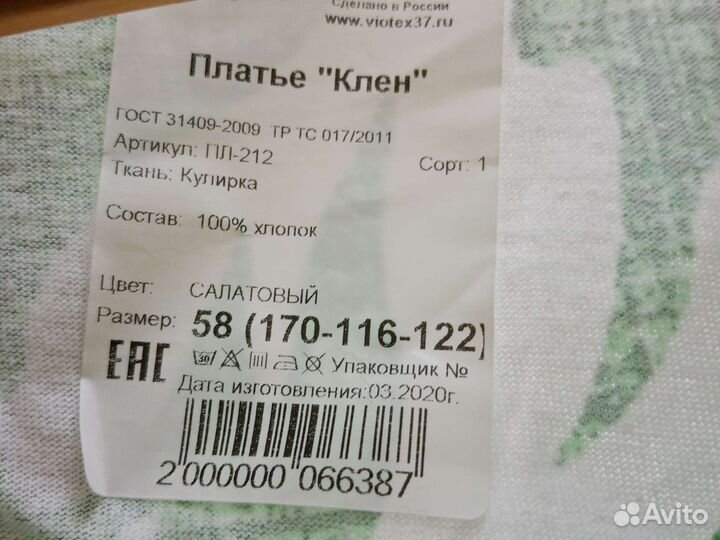 Сделано в России
www.viotex37.ru
Платье "Клен"
ГОСТ 31409-2009 ТР ТС 017/2011
Артикул: ПЛ-212
Сорт: 1
Ткань: Кулирка
Состав: 100% хлопок
Цвет: САЛАТОВЫЙ
Размер: 58 (170-116-122)
EAC 30 Упаковщик №
Дата изготовления:03.2020г.
2 000000 066387
Avito